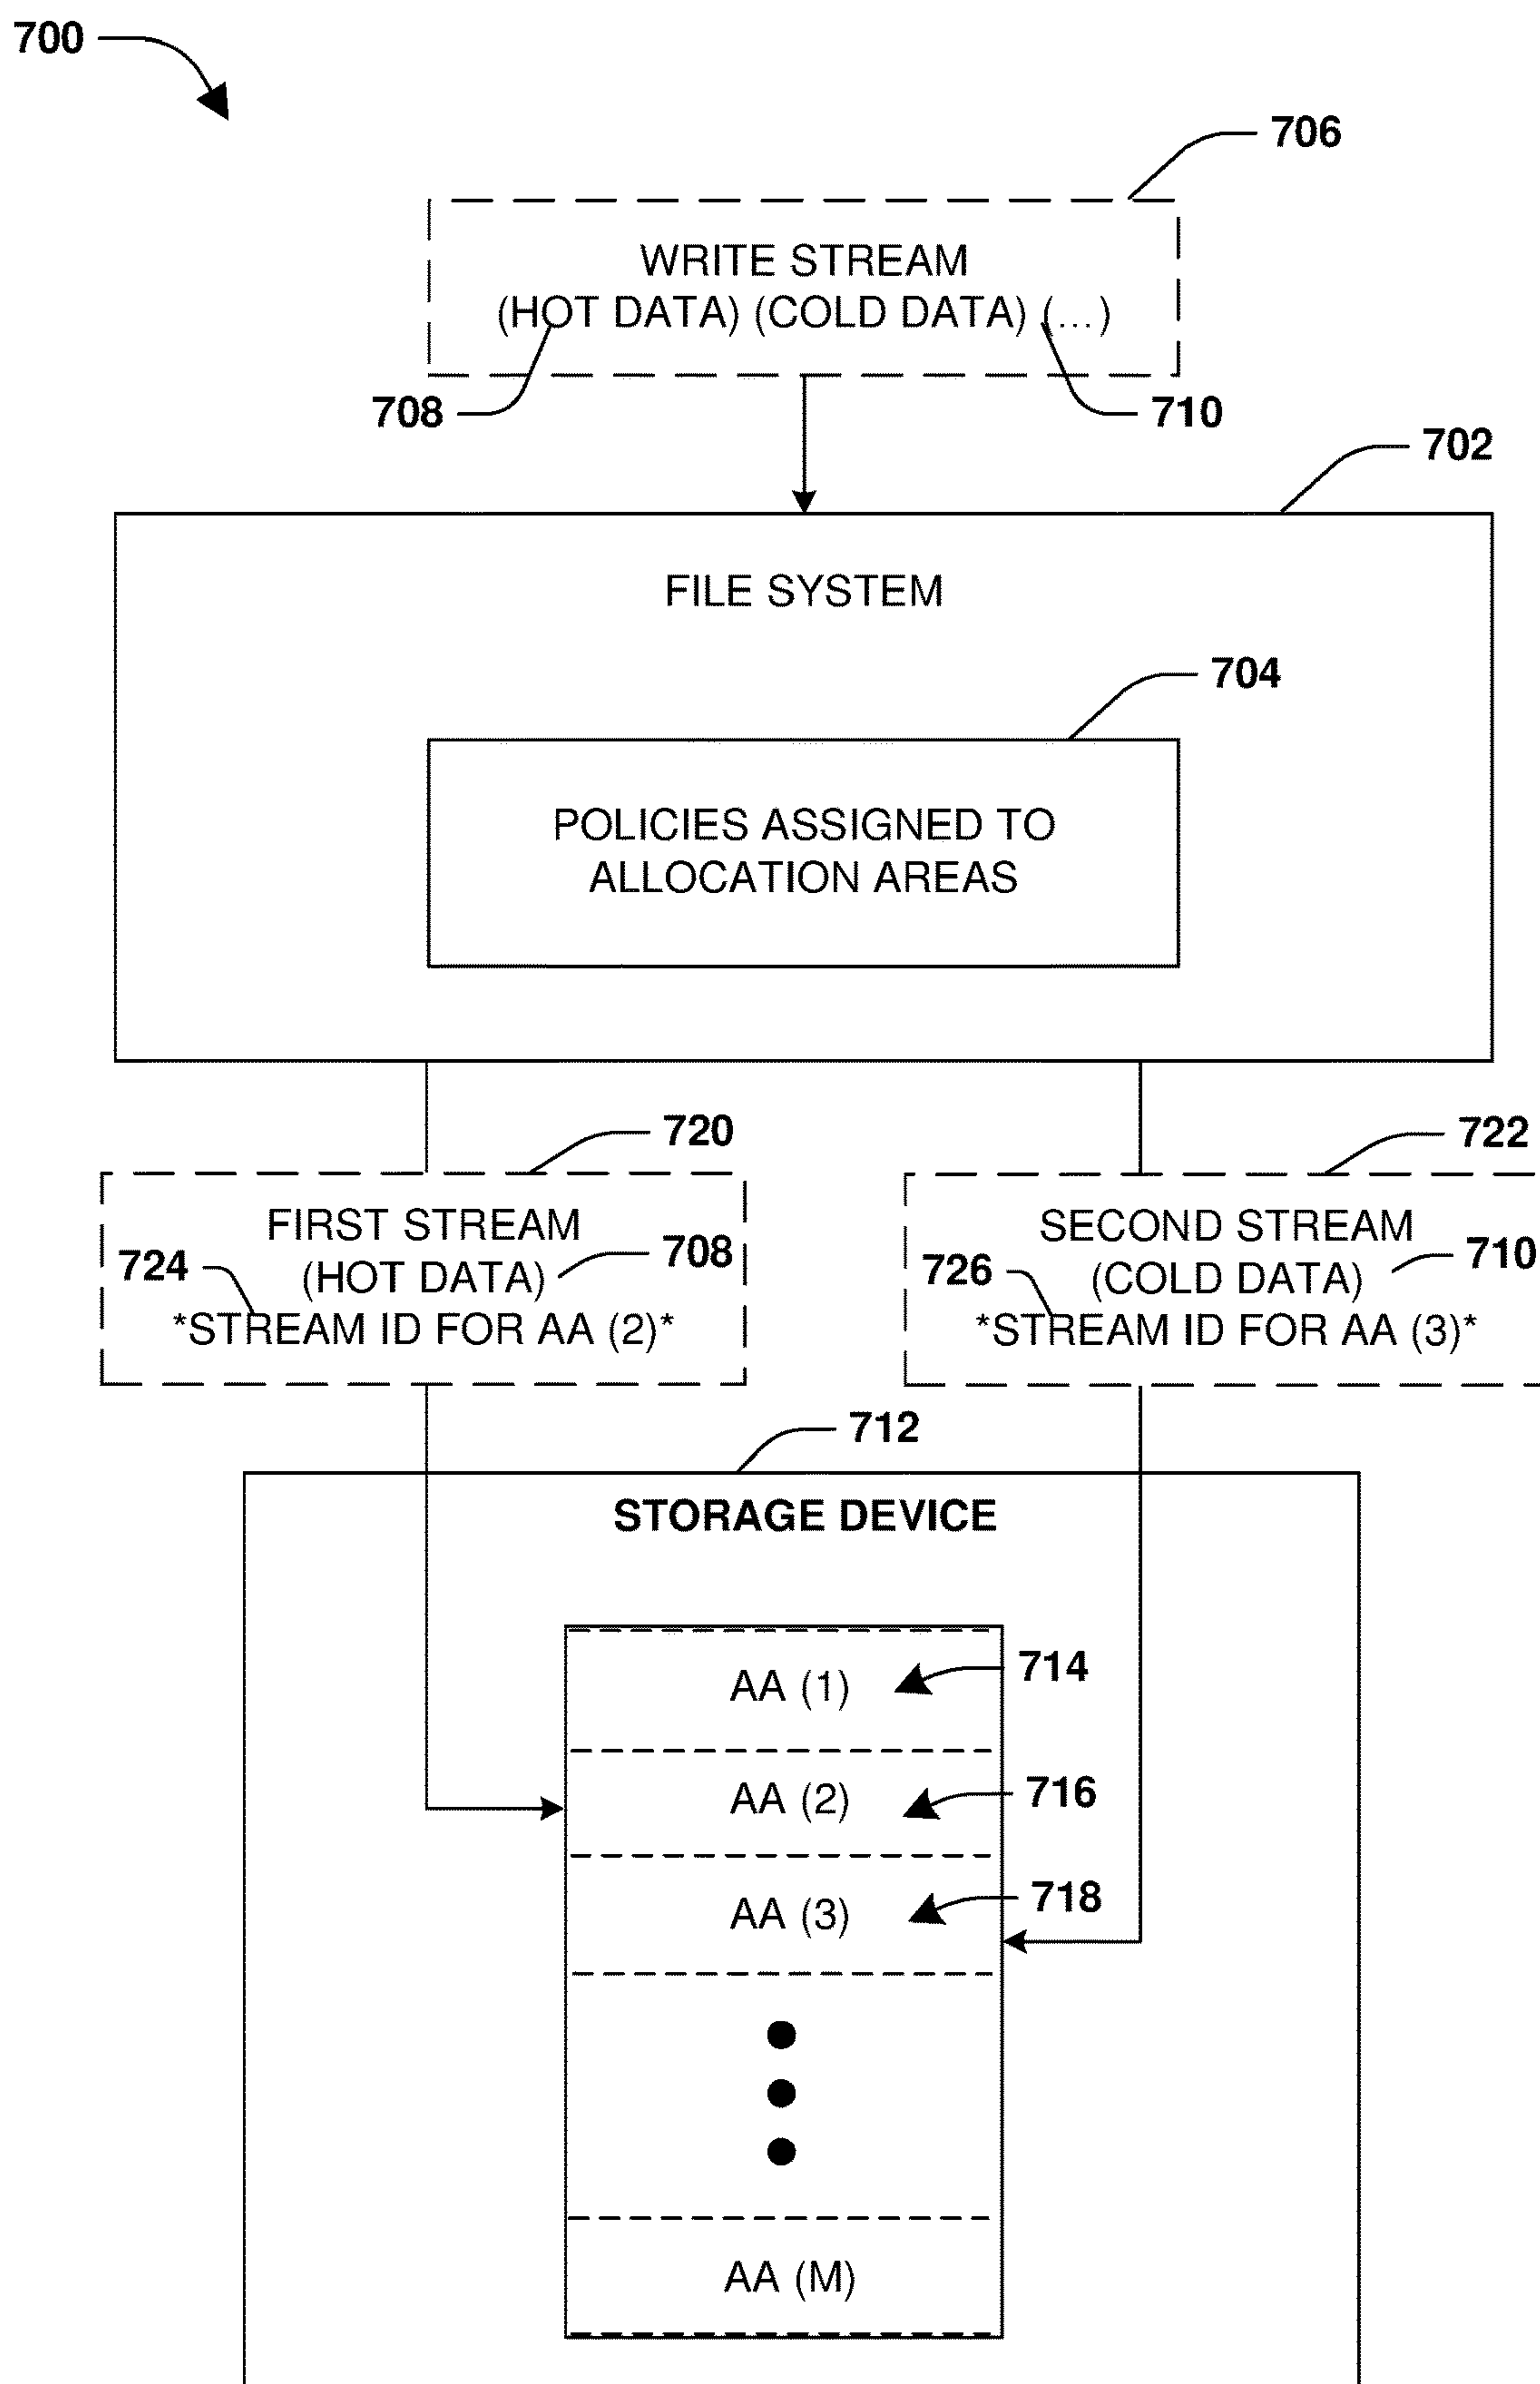 700
706
WRITE STREAM
(HOT DATA) (COLD DATA) (...)
708
710
702
FILE SYSTEM
704
POLICIES ASSIGNED TO
ALLOCATION AREAS
720
722
FIRST STREAM
(HOT DATA)
708
724
*STREAM ID FOR AA (2)*
SECOND STREAM
(COLD DATA)
710
726
*STREAM ID FOR AA (3)*
712
STORAGE DEVICE
AA (1)
714
AA (2)
716
AA (3)
718
AA (M)